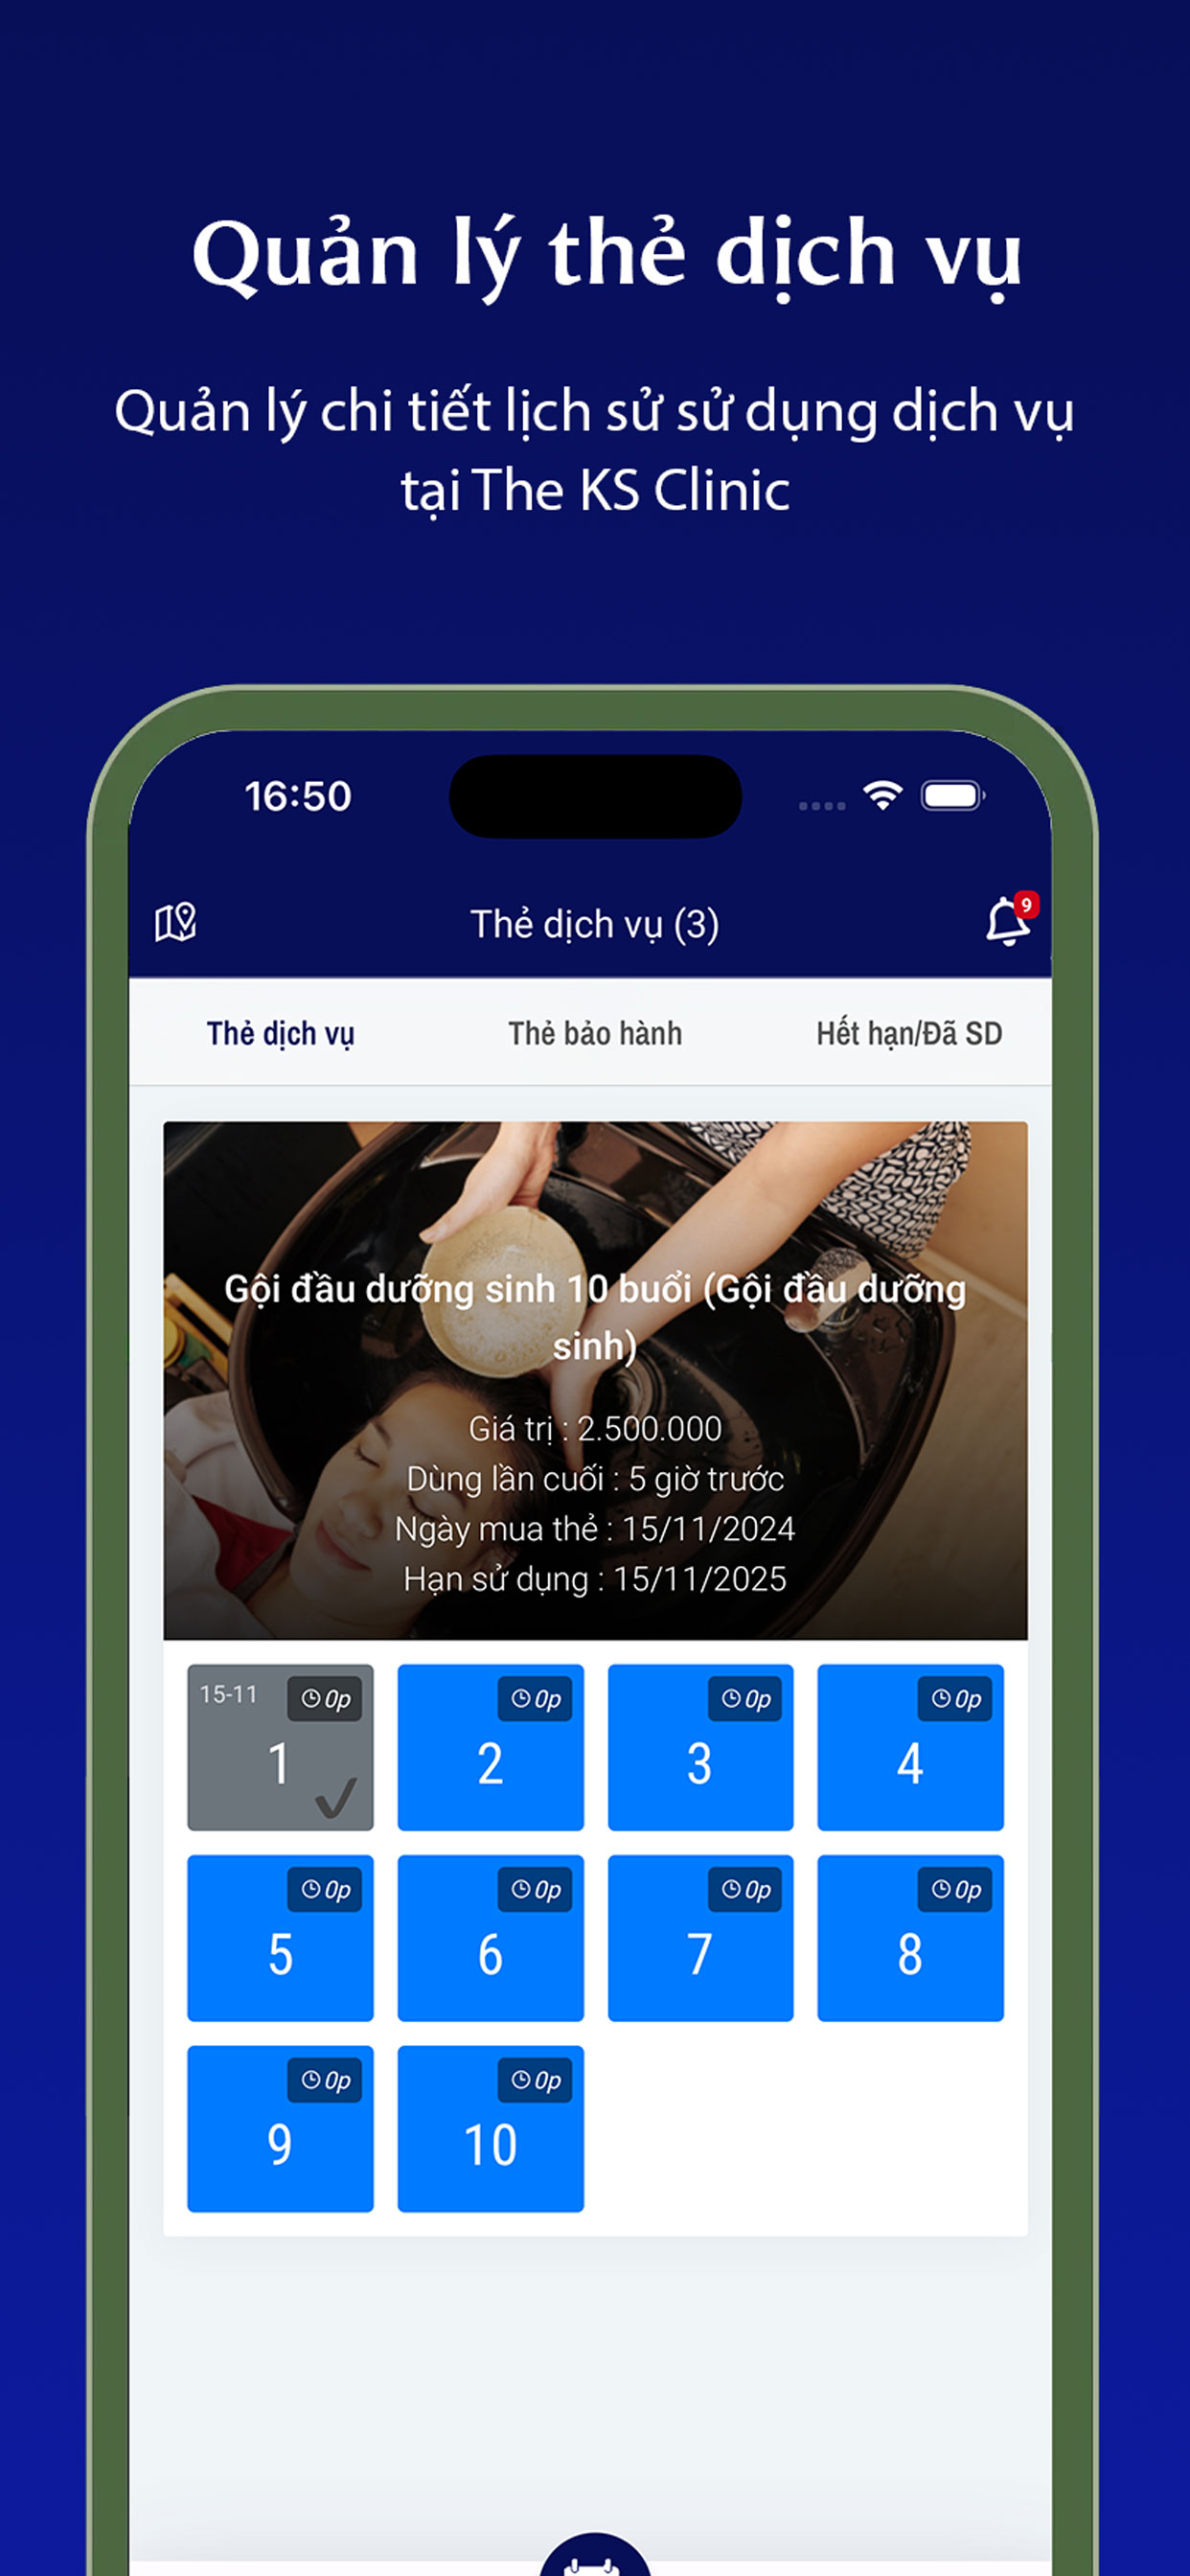 Quản lý thẻ dịch vụ
Quản lý chi tiết lịch sử sử dụng dịch vụ
tại The KS Clinic
16:50
Thẻ dịch vụ (3)
9
Thẻ dịch vụ
Thẻ bảo hành
Hết hạn/Đã SD
Gội đầu dưỡng sinh 10 buổi (Gội đầu dưỡng
sinh)
Giá trị : 2.500.000
Dùng lần cuối : 5 giờ trước
Ngày mua thẻ : 15/11/2024
Hạn sử dụng : 15/11/2025
15-11
0p
1
0p
2
0p
3
0p
4
0p
5
0p
6
0p
7
0p
8
0p
9
0p
10